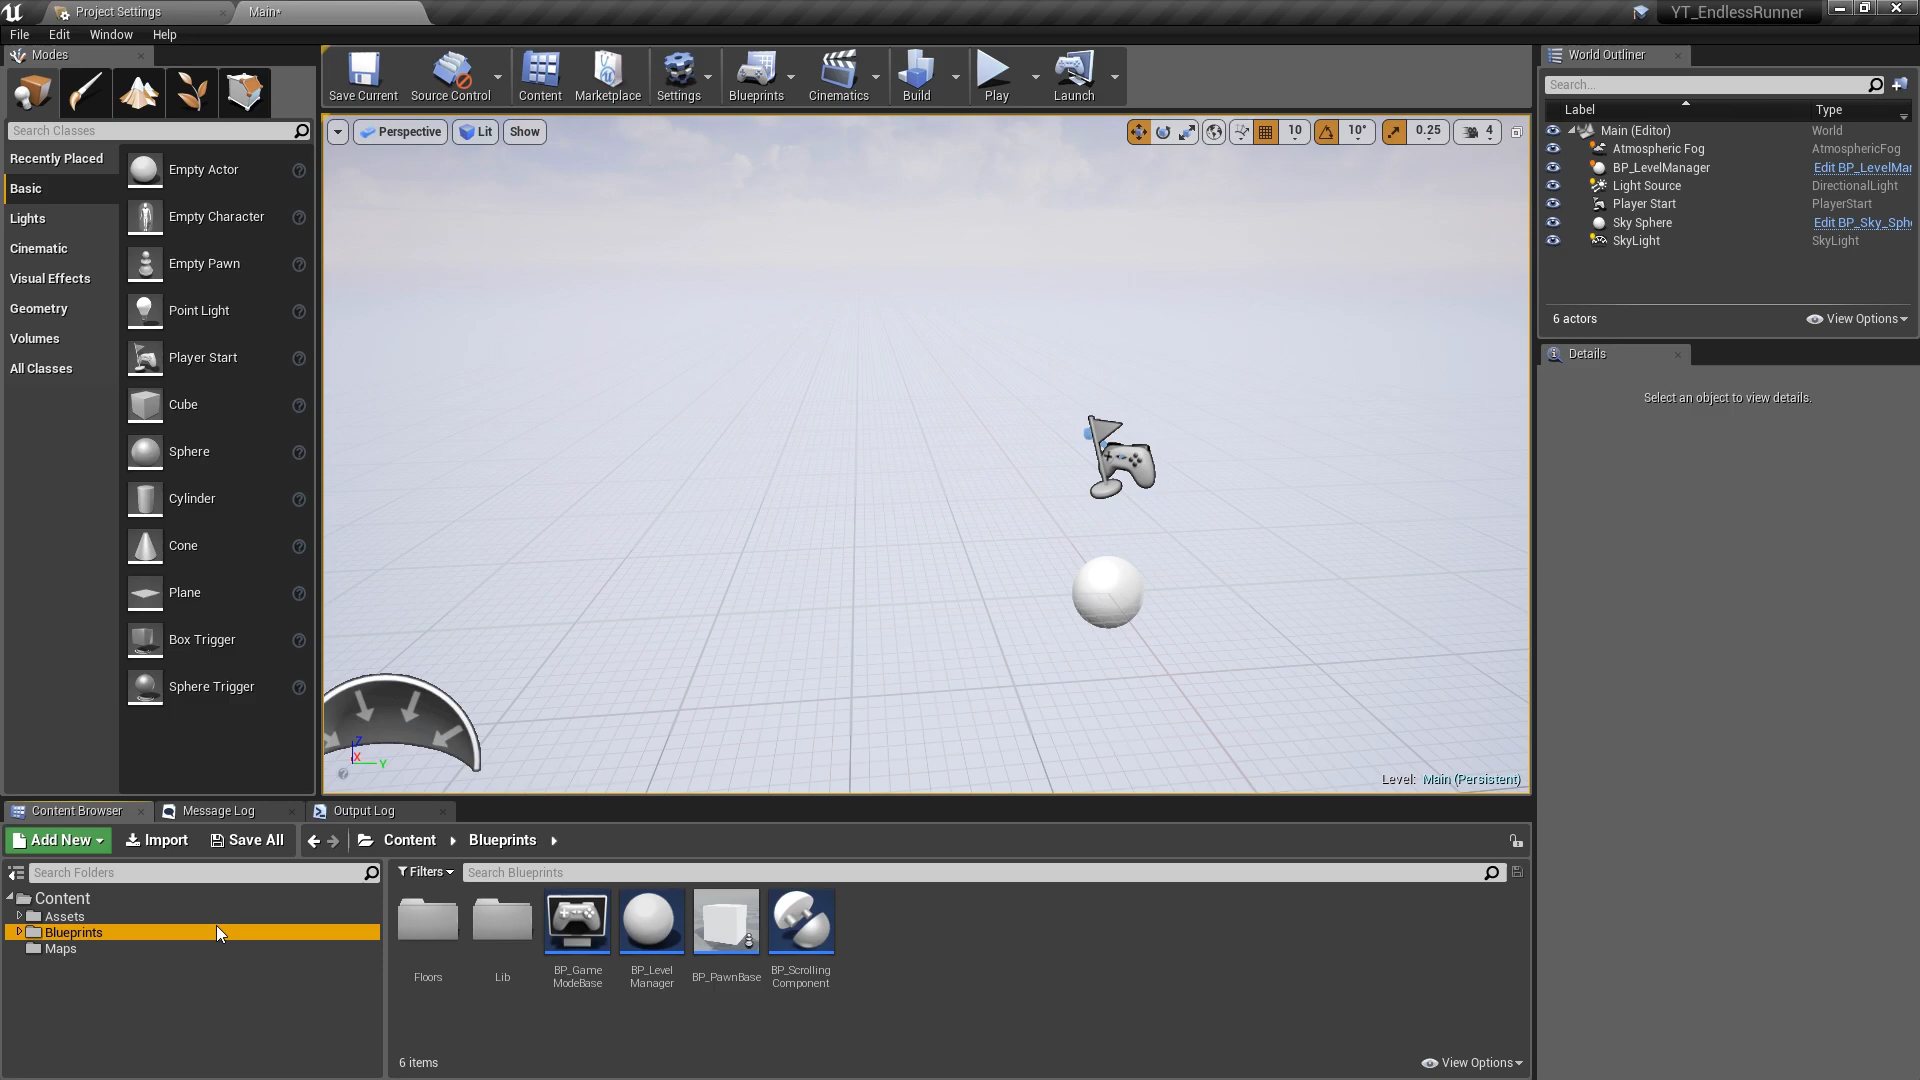 Project Settings
Main*
YT_EndlessRunner
File Edit Window Help
Modes
Save Current
Source Control
Content
Marketplace
Settings
Blueprints
Cinematics
Build
Play
Launch
World Outliner
Search...
Label
Type
Main (Editor) World
Atmospheric Fog AtmosphericFog
BP_LevelManager Edit BP_LevelMar
Light Source DirectionalLight
Player Start PlayerStart
Sky Sphere Edit BP_Sky_Sphe
SkyLight SkyLight
6 actors
View Options
Details
Select an object to view details.
Search Classes
Recently Placed
Basic
Lights
Cinematic
Visual Effects
Geometry
Volumes
All Classes
Empty Actor
Empty Character
Empty Pawn
Point Light
Player Start
Cube
Sphere
Cylinder
Cone
Plane
Box Trigger
Sphere Trigger
Perspective
Lit
Show
10
10°
0.25
4
Z
X
Y
Level: Main (Persistent)
Content Browser
Message Log
Output Log
Add New
Import
Save All
Content
Blueprints
Search Folders
Filters
Search Blueprints
Content
Assets
Blueprints
Maps
Floors
Lib
BP_Game
ModeBase
BP_Level
Manager
BP_PawnBase
BP_Scrolling
Component
6 items
View Options